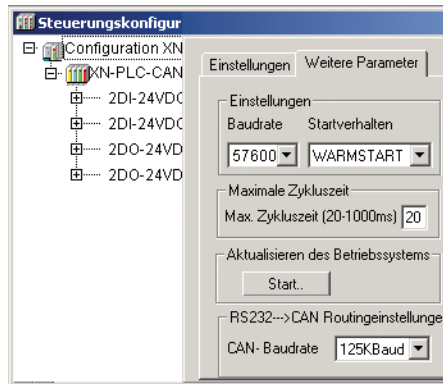 Steuerungskonfigur
Configuration XN
XN-PLC-CAN
2DI-24VDC
2DI-24VDC
2DO-24VD
2DO-24VD
Einstellungen Weitere Parameter
Einstellungen
Baudrate Startverhalten
57600 WARMSTART
Maximale Zykluszeit
Max. Zykluszeit (20-1000ms) 20
Aktualisieren des Betriebssystems
Start..
RS232--->CAN Routingeinstellunge
CAN- Baudrate 125KBaud